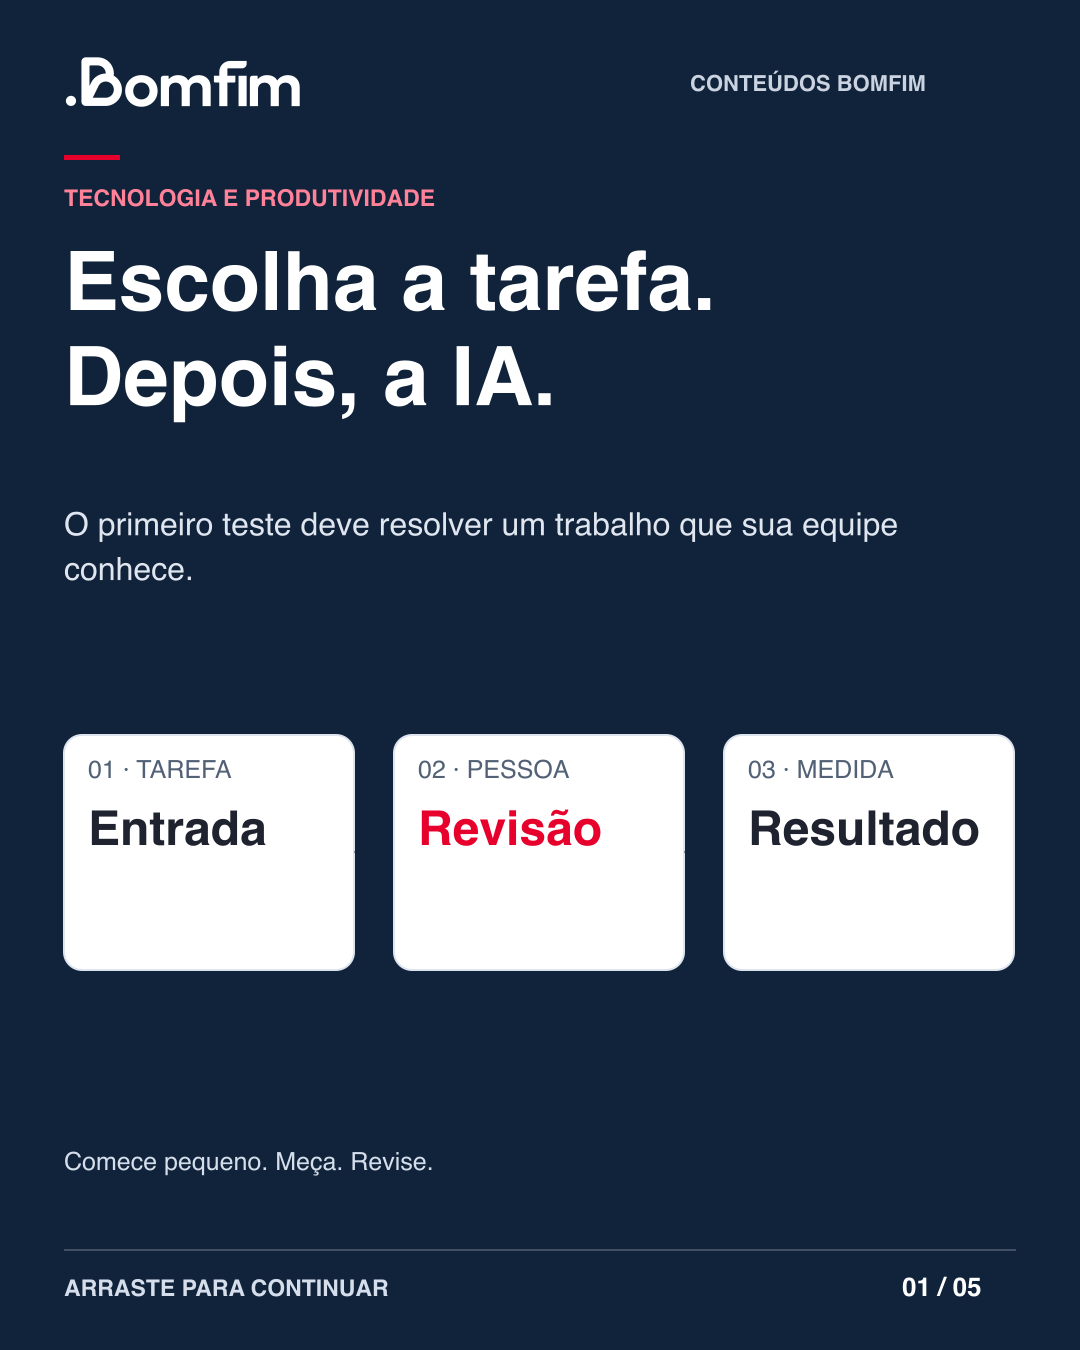 .Bomfim
CONTEÚDOS BOMFIM
TECNOLOGIA E PRODUTIVIDADE
Escolha a tarefa.
Depois, a IA.
O primeiro teste deve resolver um trabalho que sua equipe
conhece.
01 · TAREFA
Entrada
02 · PESSOA
Revisão
03 · MEDIDA
Resultado
Comece pequeno. Meça. Revise.
ARRASTE PARA CONTINUAR
01 / 05